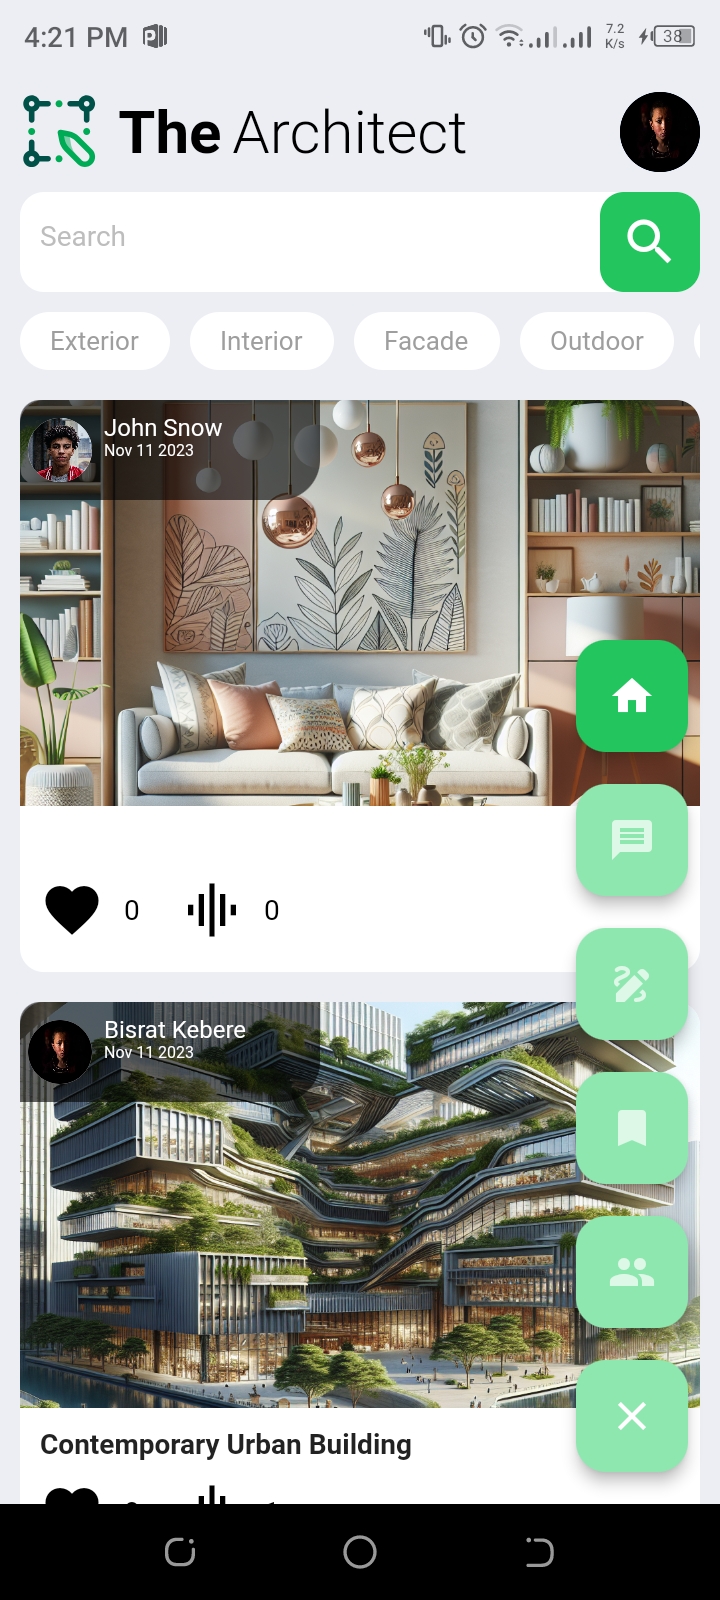 4:21 PM
7.2
K/s
38
The Architect
Search
Exterior
Interior
Facade
Outdoor
John Snow
Nov 11 2023
0
0
Bisrat Kebere
Nov 11 2023
Contemporary Urban Building